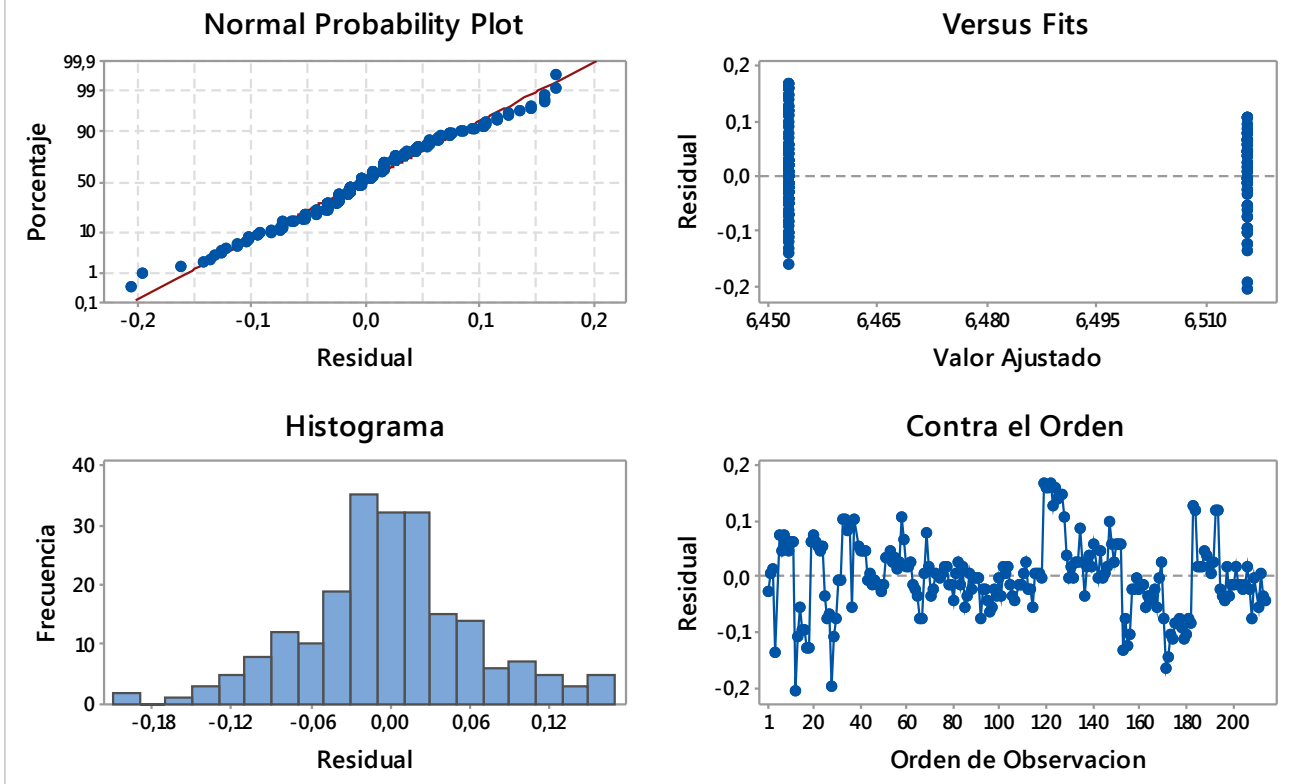 Normal Probability Plot
Porcentaje
99,9
99
90
50
10
1
0,1
-0,2 -0,1 0,0 0,1 0,2
Residual
Versus Fits
Residual
0,2
0,1
0,0
-0,1
-0,2
6,450 6,465 6,480 6,495 6,510
Valor Ajustado
Histograma
Frecuencia
40
30
20
10
0
-0,18 -0,12 -0,06 0,00 0,06 0,12
Residual
Contra el Orden
Residual
0,2
0,1
0,0
-0,1
-0,2
1 20 40 60 80 100 120 140 160 180 200
Orden de Observacion